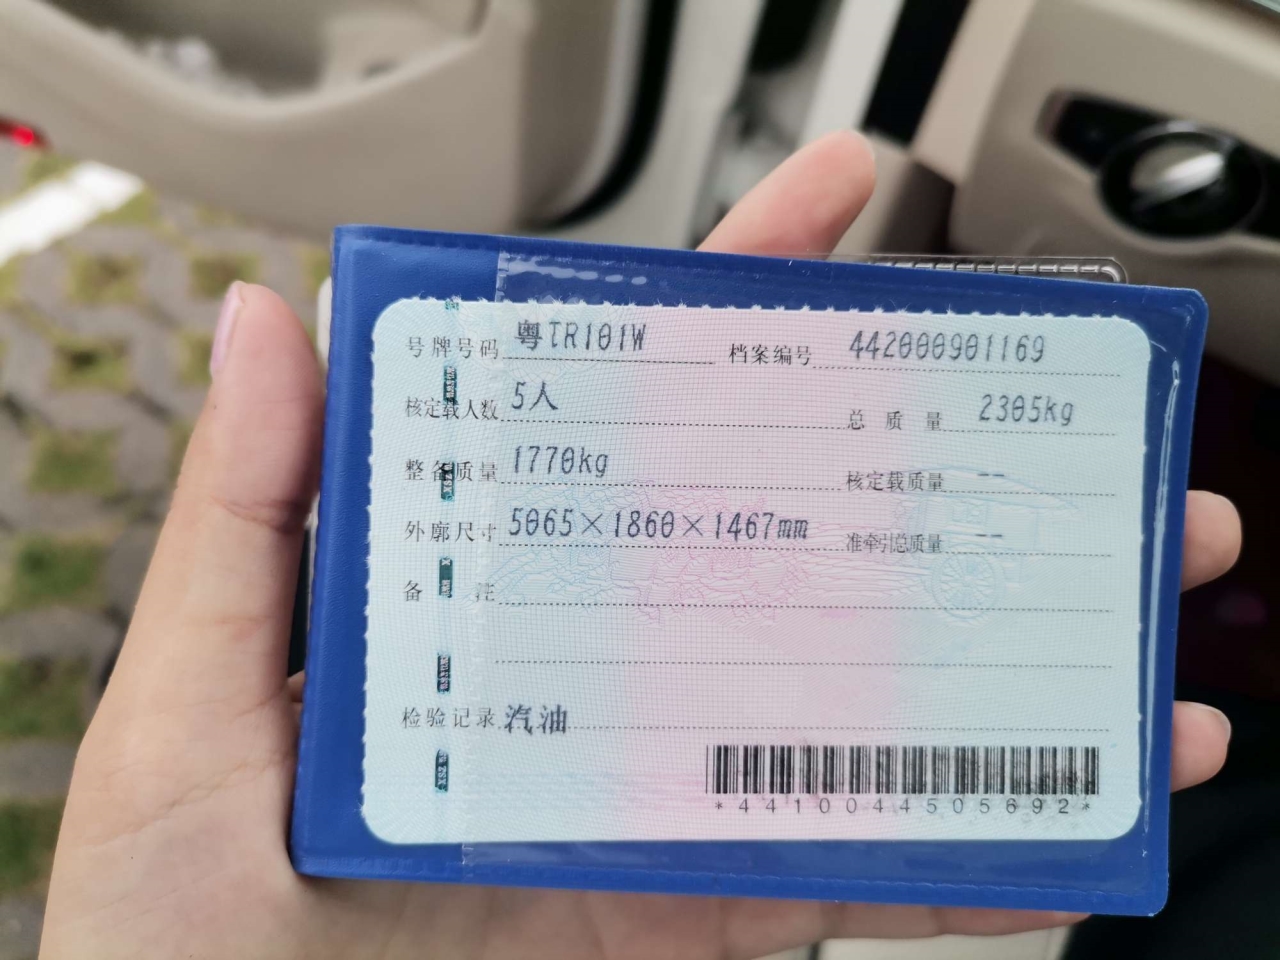 号牌号码 粤TR101W 档案编号 442000901169
核定载人数 5人 总质量 2305kg
整备质量 1770kg 核定载质量 --
外廓尺寸 5065×1860×1467mm 准牵引总质量 --
备注
检验记录 汽油
*4410044505692*